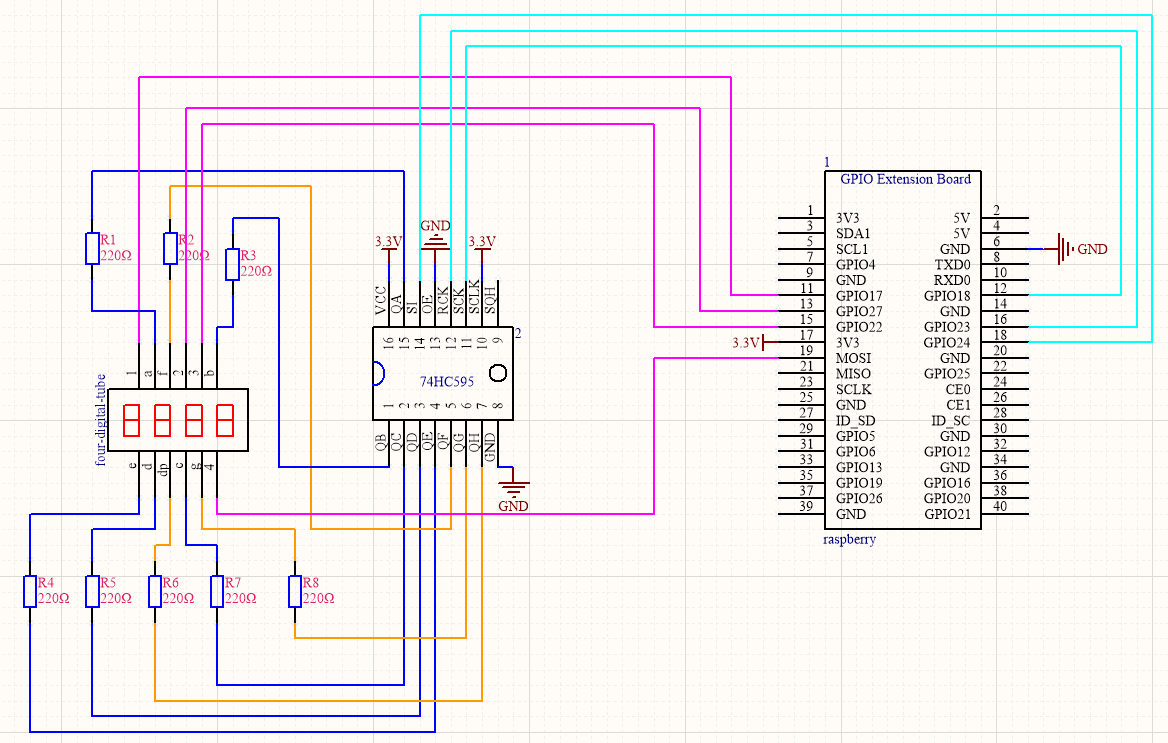 1
GPIO Extension Board
1 3V3 5V 2
3 SDA1 5V 4
5 SCL1 GND 6
GND
7 GPIO4 TXD0 8
9 GND RXD0 10
11 GPIO17 GPIO18 12
13 GPIO27 GND 14
15 GPIO22 GPIO23 16
3.3V
17 3V3 GPIO24 18
19 MOSI GND 20
21 MISO GPIO25 22
23 SCLK CE0 24
25 GND CE1 26
27 ID_SD ID_SC 28
29 GPIO5 GND 30
31 GPIO6 GPIO12 32
33 GPIO13 GND 34
35 GPIO19 GPIO16 36
37 GPIO26 GPIO20 38
39 GND GPIO21 40
raspberry
R1
220Ω
R2
220Ω
R3
220Ω
3.3V
GND
3.3V
VCC QA SI OE RCK SCK SCLK SQH
16 15 14 13 12 11 10 9
2
74HC595
1 2 3 4 5 6 7 8
QB QC QD QE QF QG QH GND
GND
1 a f 2 3 b
four-digital-tube
e d dp c g 4
R4
220Ω
R5
220Ω
R6
220Ω
R7
220Ω
R8
220Ω